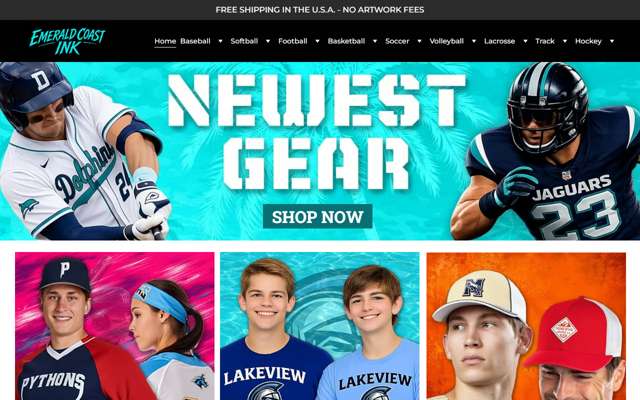 FREE SHIPPING IN THE U.S.A. - NO ARTWORK FEES
EMERALD COAST
INK
Home Baseball Softball Football Basketball Soccer Volleyball Lacrosse Track Hockey
NEWEST
GEAR
SHOP NOW
D
Dolphins
24
JAGUARS
23
P
PYTHONS
LAKEVIEW
LAKEVIEW
N